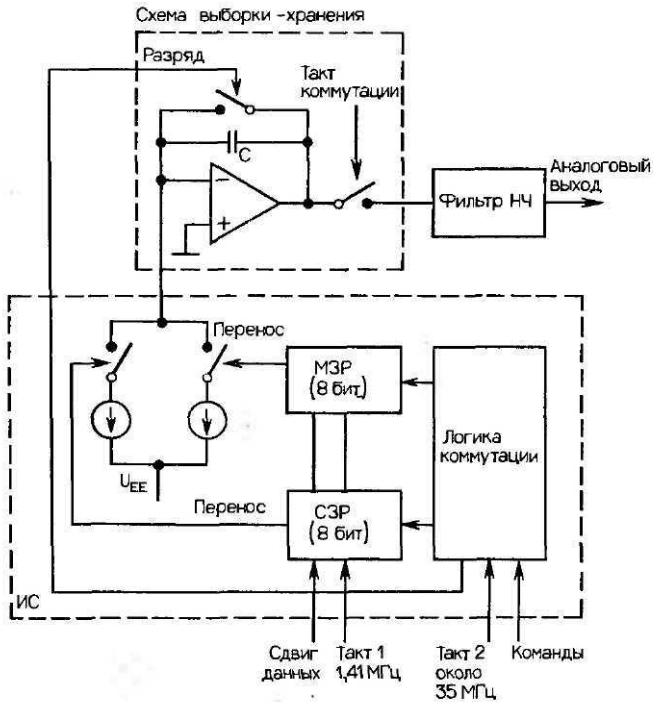 Схема выборки-хранения
Разряд
Такт
коммутации
C
−
+
Фильтр НЧ
Аналоговый
выход
Перенос
МЗР
(8 бит)
Логика
коммутации
UEE
Перенос
СЗР
(8 бит)
ИС
Сдвиг
данных
Такт 1
1,41 МГц
Такт 2
около
35 МГц
Команды